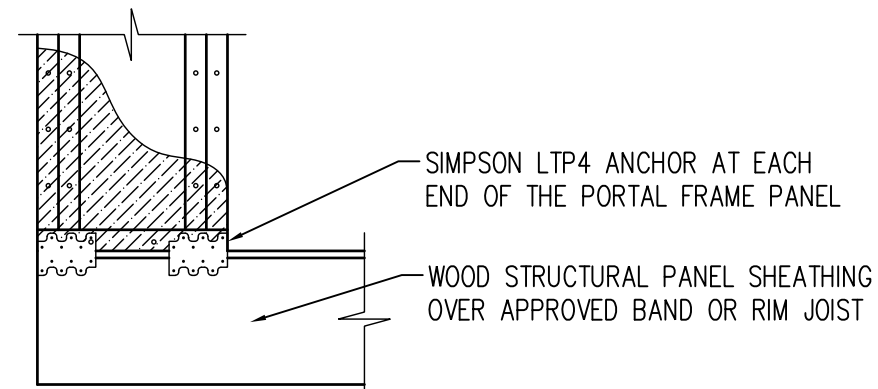 SIMPSON LTP4 ANCHOR AT EACH
END OF THE PORTAL FRAME PANEL
WOOD STRUCTURAL PANEL SHEATHING
OVER APPROVED BAND OR RIM JOIST